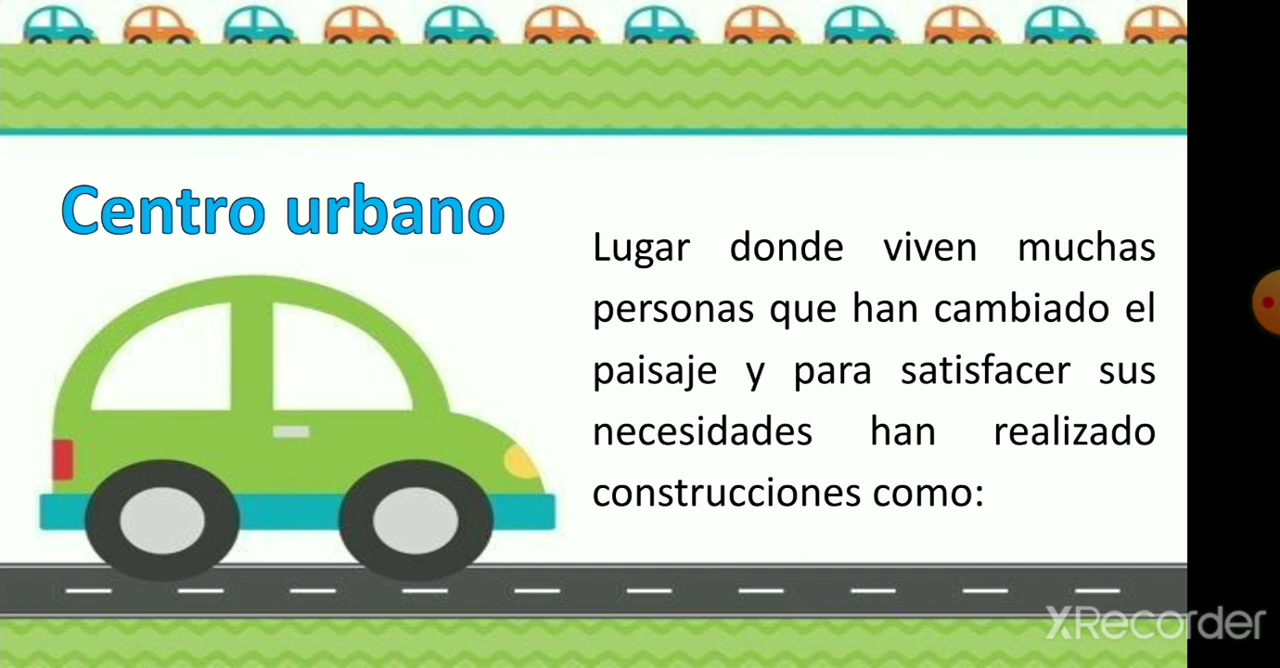 Centro urbano
Lugar donde viven muchas
personas que han cambiado el
paisaje y para satisfacer sus
necesidades han realizado
construcciones como:
XRecorder